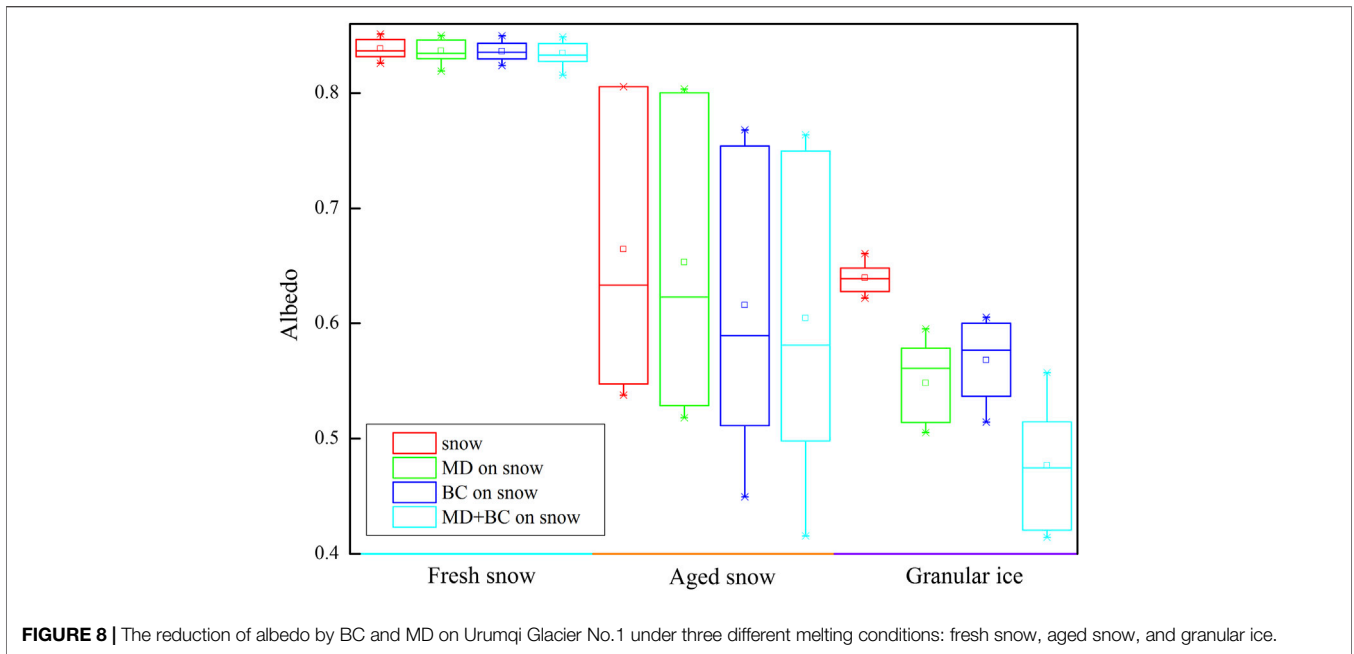 0.8
0.7
0.6
0.5
0.4
Albedo
snow
MD on snow
BC on snow
MD+BC on snow
Fresh snow Aged snow Granular ice
FIGURE 8 | The reduction of albedo by BC and MD on Urumqi Glacier No.1 under three different melting conditions: fresh snow, aged snow, and granular ice.